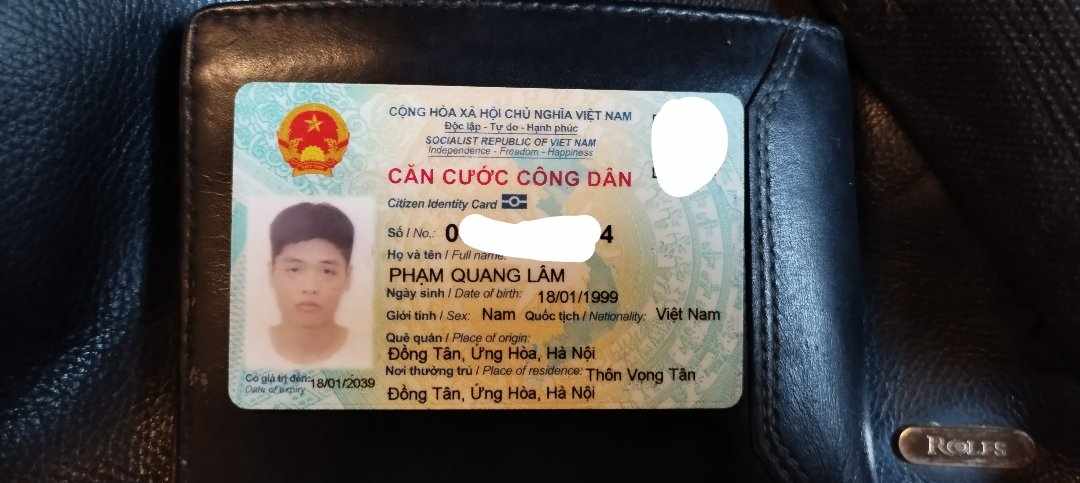 CỘNG HÒA XÃ HỘI CHỦ NGHĨA VIỆT NAM
Độc lập - Tự do - Hạnh phúc
SOCIALIST REPUBLIC OF VIET NAM
Independence - Freedom - Happiness
CĂN CƯỚC CÔNG DÂN
Citizen Identity Card
Số / No.: 0 4
Họ và tên / Full name:
PHẠM QUANG LÂM
Ngày sinh / Date of birth: 18/01/1999
Giới tính / Sex: Nam Quốc tịch / Nationality: Việt Nam
Quê quán / Place of origin:
Đồng Tân, Ứng Hòa, Hà Nội
Nơi thường trú / Place of residence: Thôn Vọng Tân
Đồng Tân, Ứng Hòa, Hà Nội
Có giá trị đến: 18/01/2039
Date of expiry
ROLFS